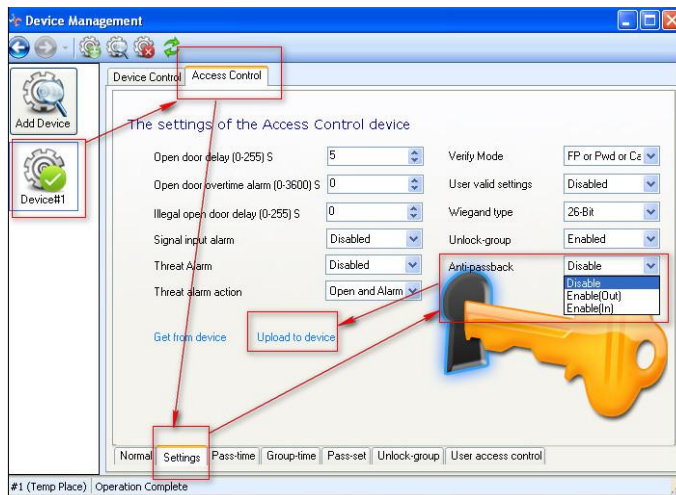 Device Management
Device Control Access Control
Add Device
Device#1
The settings of the Access Control device
Open door delay (0-255) S 5 Verify Mode FP or Pwd or Ca
Open door overtime alarm (0-3600) S 0 User valid settings Disabled
Illegal open door delay (0-255) S 0 Wiegand type 26-Bit
Signal input alarm Disabled Unlock-group Enabled
Threat Alarm Disabled Anti-passback Disable
Disable
Enable(Out)
Enable(In)
Threat alarm action Open and Alarm
Get from device Upload to device
Normal Settings Pass-time Group-time Pass-set Unlock-group User access control
#1 (Temp Place) Operation Complete